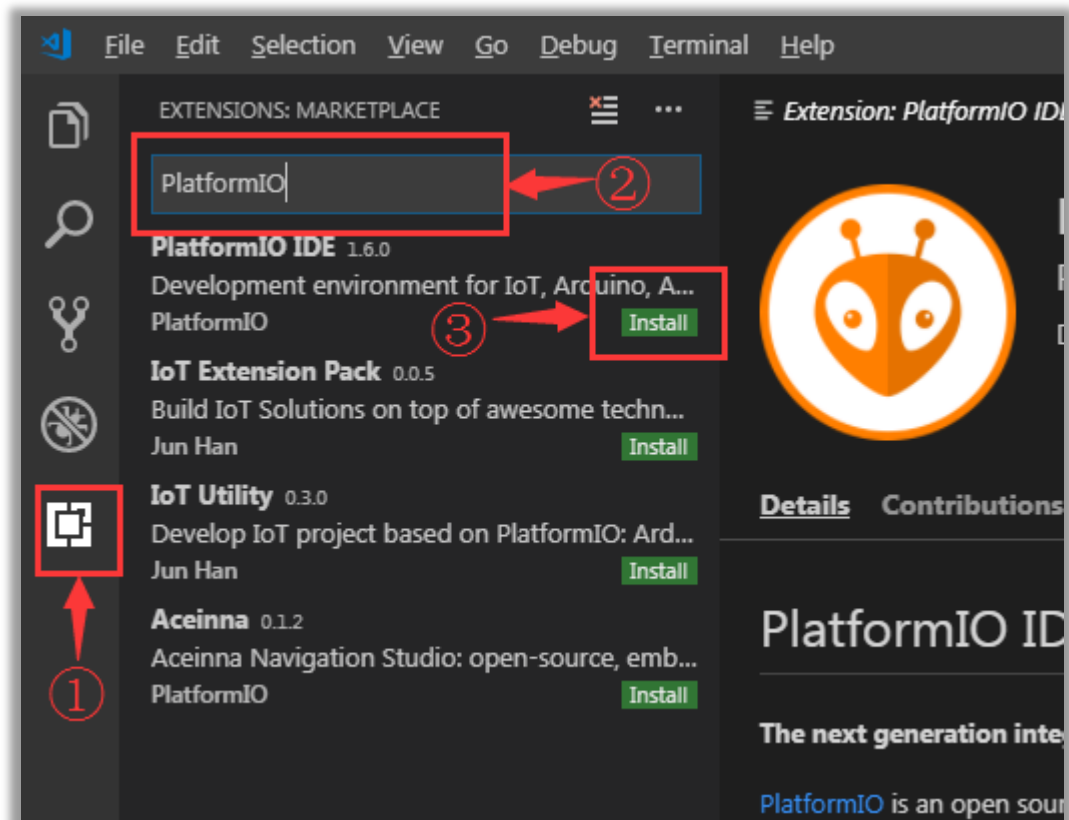 File Edit Selection View Go Debug Terminal Help
EXTENSIONS: MARKETPLACE
PlatformIO
②
PlatformIO IDE 1.6.0
Development environment for IoT, Arduino, A...
PlatformIO Install
③
IoT Extension Pack 0.0.5
Build IoT Solutions on top of awesome techn...
Jun Han Install
IoT Utility 0.3.0
Develop IoT project based on PlatformIO: Ard...
Jun Han Install
Aceinna 0.1.2
Aceinna Navigation Studio: open-source, emb...
PlatformIO Install
①
Extension: PlatformIO
Details Contributions
PlatformIO
The next generation
PlatformIO is an open